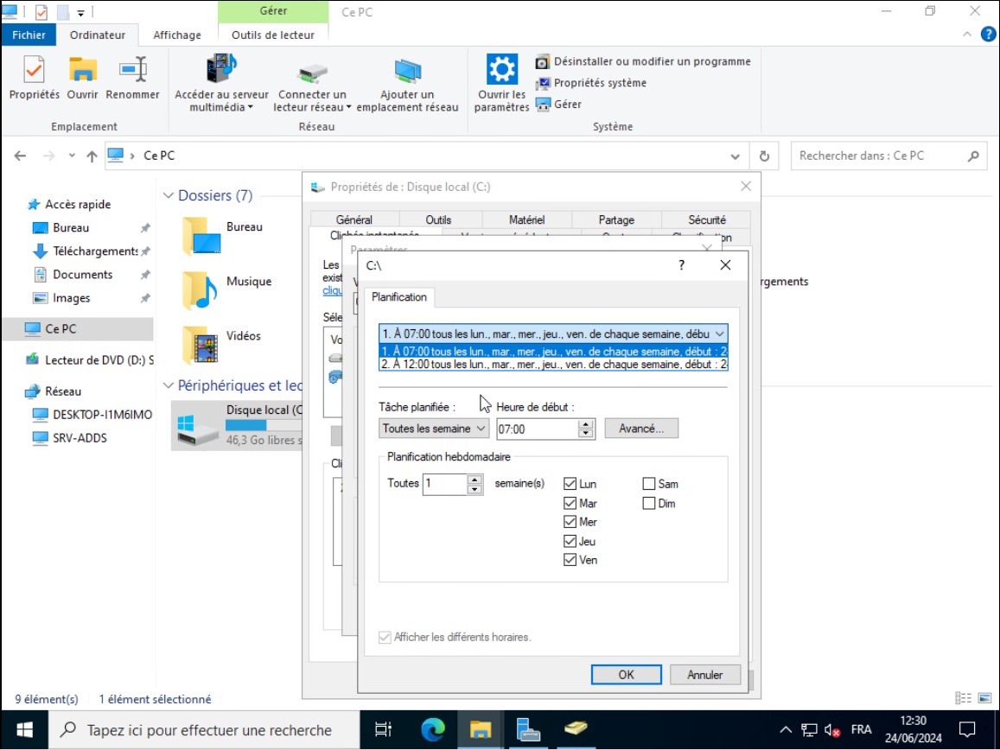 Gérer
Ce PC
Fichier
Ordinateur
Affichage
Outils de lecteur
?
Propriétés
Ouvrir
Renommer
Accéder au serveur
multimédia
Connecter un
lecteur réseau
Ajouter un
emplacement réseau
Ouvrir les
paramètres
Désinstaller ou modifier un programme
Propriétés système
Gérer
Emplacement
Réseau
Système
Ce PC
Rechercher dans : Ce PC
Accès rapide
Bureau
Téléchargements
Documents
Images
Ce PC
Lecteur de DVD (D:) S
Réseau
DESKTOP-I1M6IMO
SRV-ADDS
Dossiers (7)
Bureau
Musique
Vidéos
Périphériques et lec
Disque local (C
46,3 Go libres s
rgements
Propriétés de : Disque local (C:)
Général
Outils
Matériel
Partage
Sécurité
Paramètres
Les
exist
cliqu
Séle
Vo
Cli
C:\
?
Planification
1. À 07:00 tous les lun., mar., mer., jeu., ven. de chaque semaine, débu
1. À 07:00 tous les lun., mar., mer., jeu., ven. de chaque semaine, début : 2
2. À 12:00 tous les lun., mar., mer., jeu., ven. de chaque semaine, début : 2
Tâche planifiée :
Heure de début :
Toutes les semaine
07:00
Avancé...
Planification hebdomadaire
Toutes
1
semaine(s)
Lun
Mar
Mer
Jeu
Ven
Sam
Dim
Afficher les différents horaires.
OK
Annuler
9 élément(s)
1 élément sélectionné
Tapez ici pour effectuer une recherche
FRA
12:30
24/06/2024